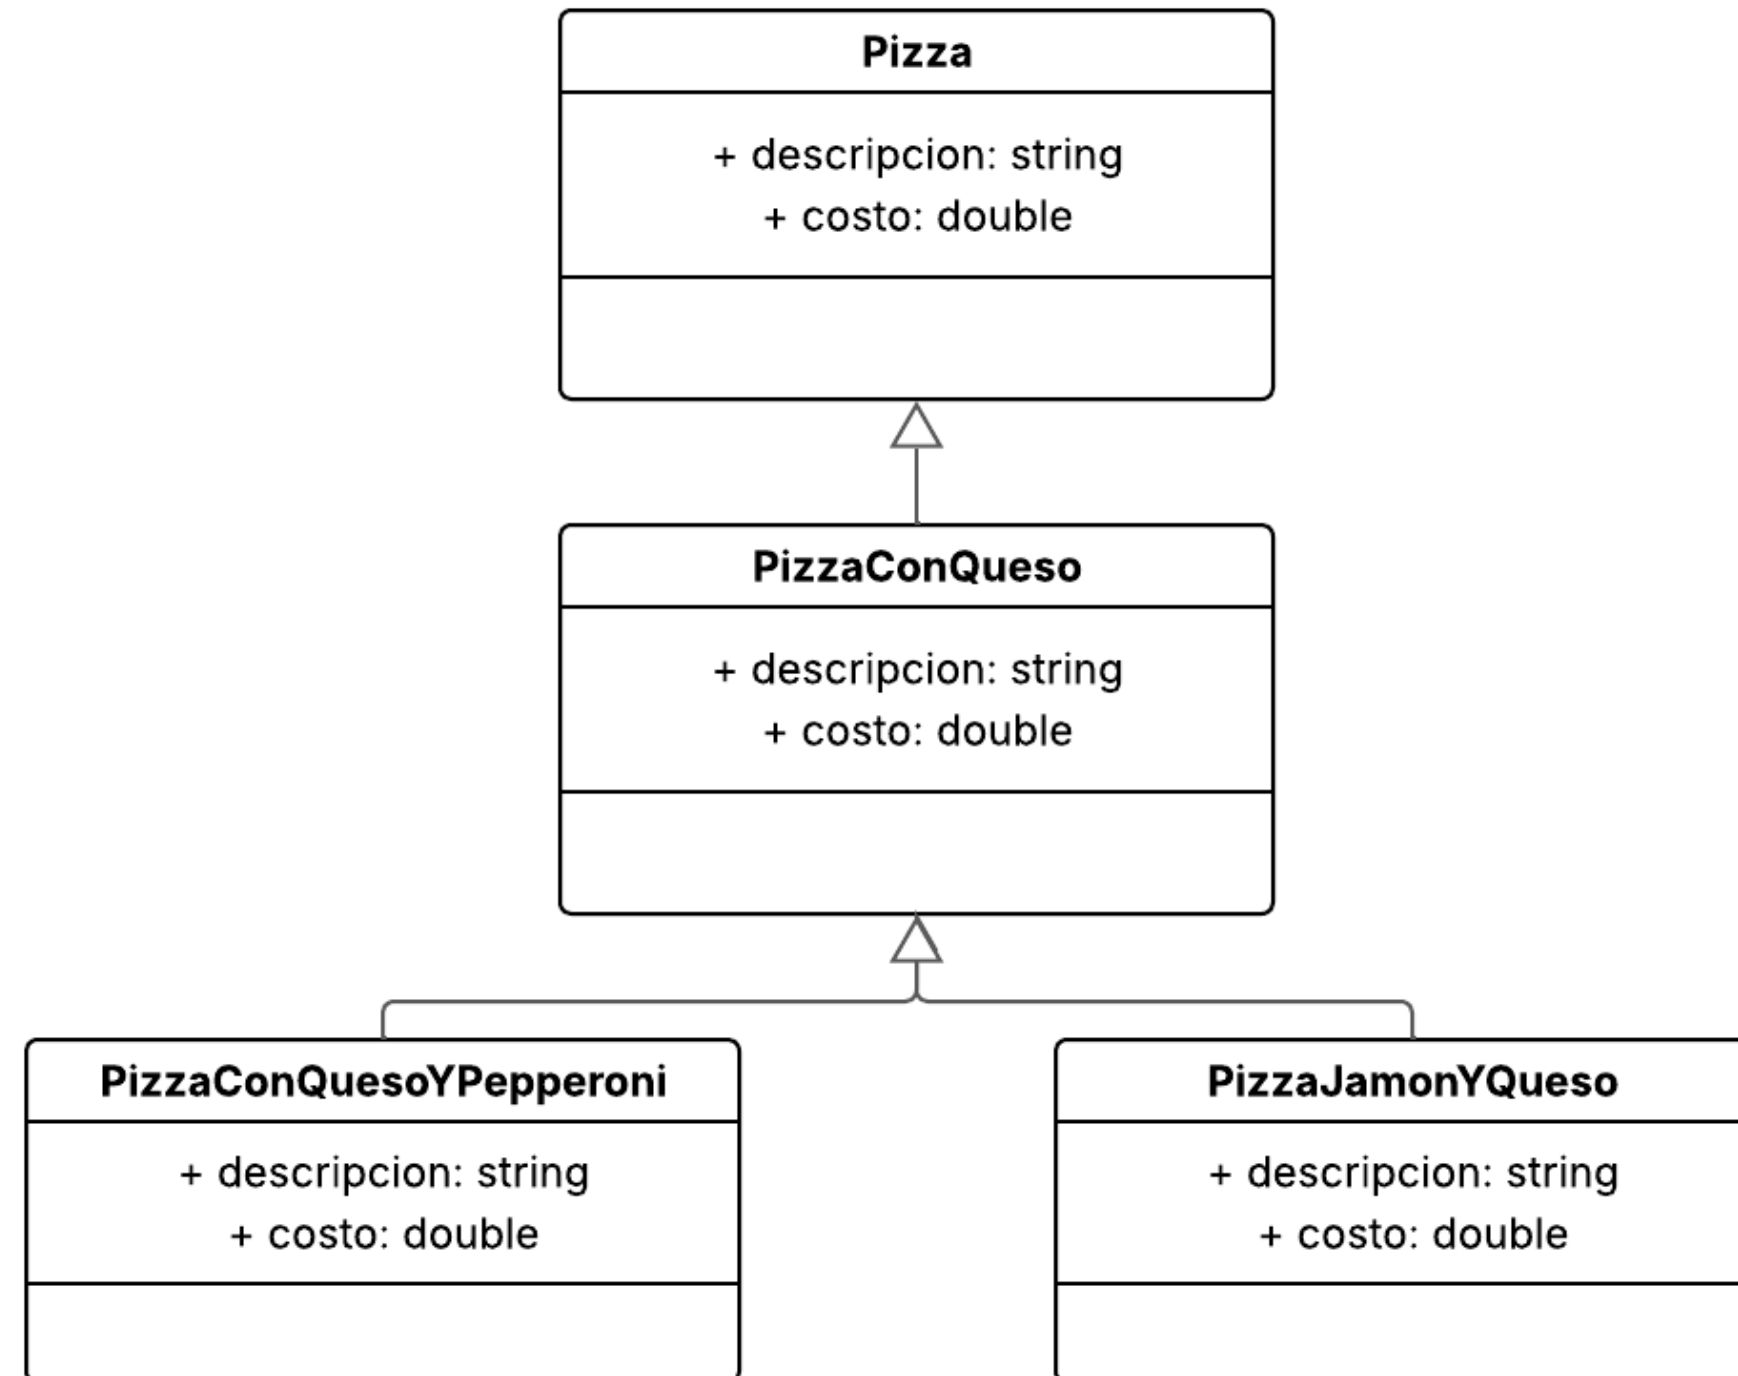 Pizza
+ descripcion: string
+ costo: double
PizzaConQueso
+ descripcion: string
+ costo: double
PizzaConQuesoYPepperoni
+ descripcion: string
+ costo: double
PizzaJamonYQueso
+ descripcion: string
+ costo: double